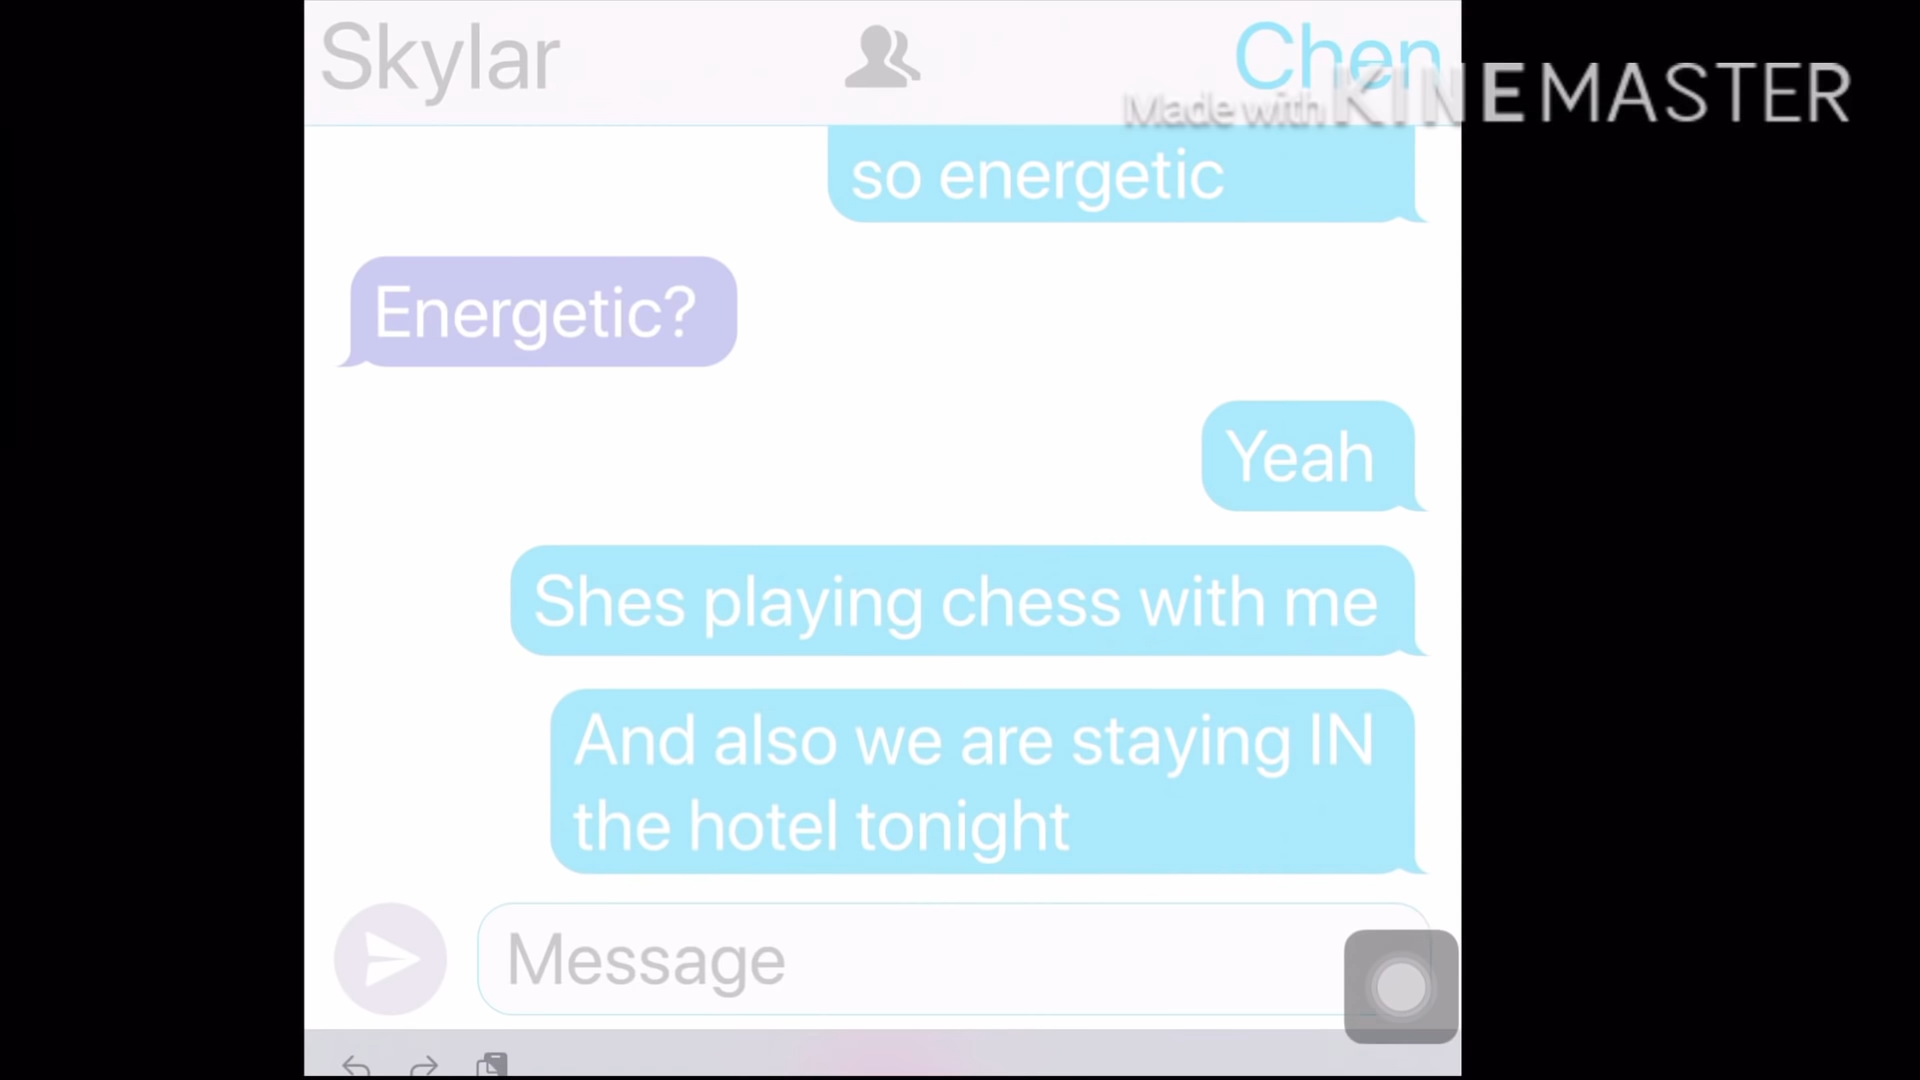 Skylar
Chen
Made with KINEMASTER
so energetic
Energetic?
Yeah
Shes playing chess with me
And also we are staying IN
the hotel tonight
Message